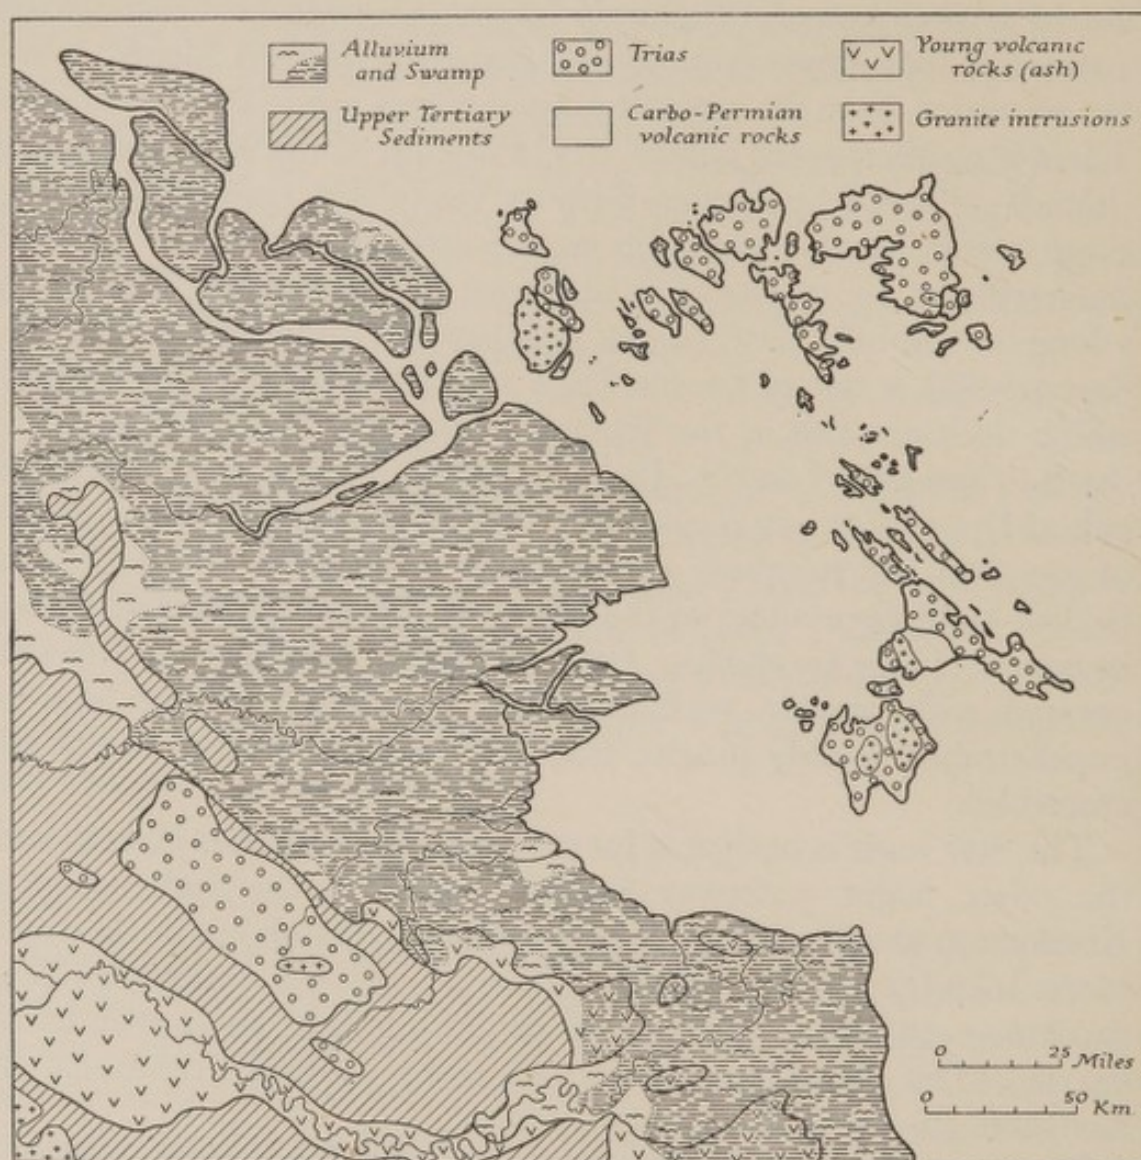 Alluvium
and Swamp
Trias
Young volcanic
rocks (ash)
Upper Tertiary
Sediments
Carbo-Permian
volcanic rocks
Granite intrusions
0 25 Miles
0 50 Km